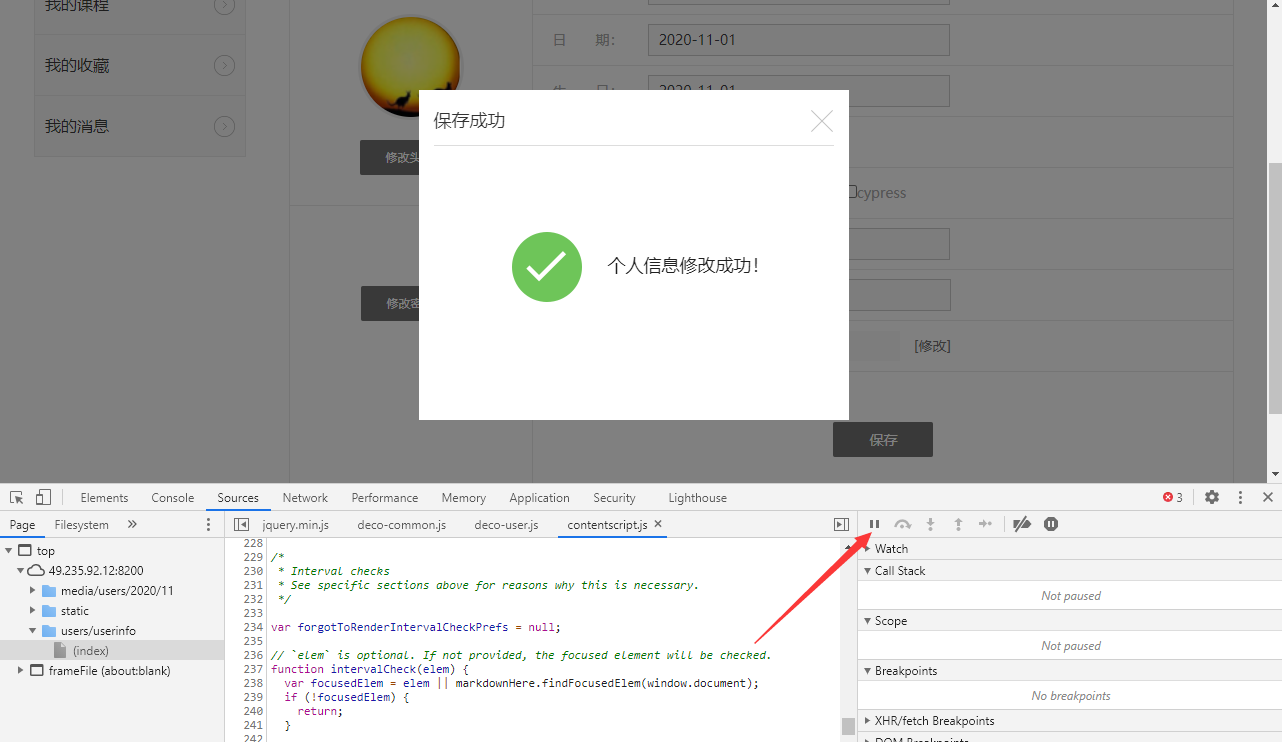 我的课程
我的收藏
我的消息
修改头
修改密
日 期：
2020-11-01
生 日：
2020-11-01
cypress
[修改]
保存
保存成功
个人信息修改成功！
Elements Console Sources Network Performance Memory Application Security Lighthouse 3
Page Filesystem »
jquery.min.js deco-common.js deco-user.js contentscript.js ×
top
49.235.92.12:8200
media/users/2020/11
static
users/userinfo
(index)
frameFile (about:blank)
228
229 /*
230  * Interval checks
231  * See specific sections above for reasons why this is necessary.
232  */
233
234 var forgotToRenderIntervalCheckPrefs = null;
235
236 // `elem` is optional. If not provided, the focused element will be checked.
237 function intervalCheck(elem) {
238   var focusedElem = elem || markdownHere.findFocusedElem(window.document);
239   if (!focusedElem) {
240     return;
241   }
242
Watch
Call Stack
Not paused
Scope
Not paused
Breakpoints
No breakpoints
XHR/fetch Breakpoints
DOM Breakpoints